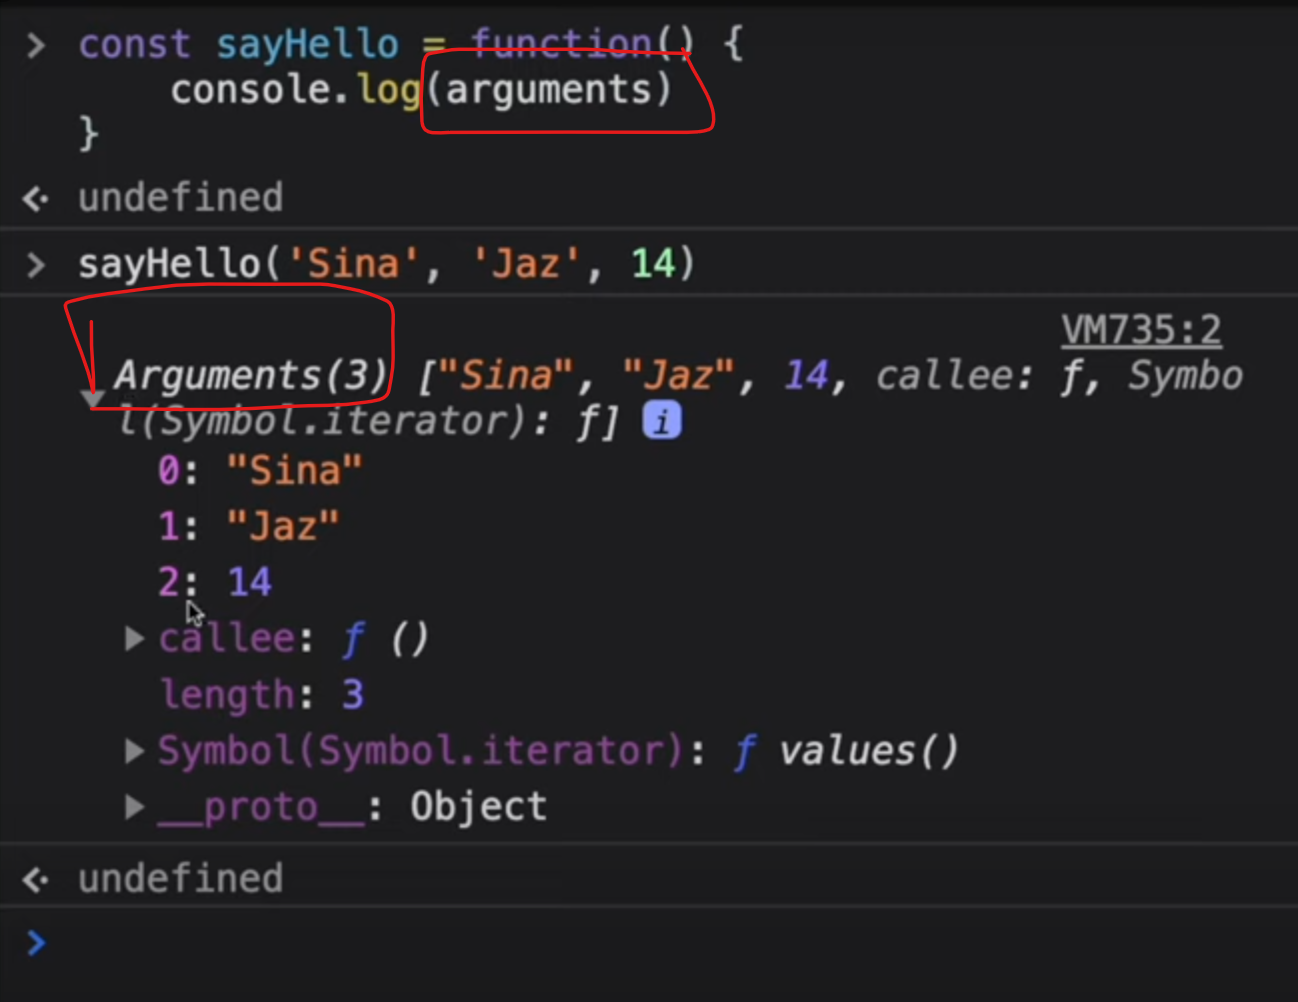 > const sayHello = function() {
console.log(arguments)
}
undefined
> sayHello('Sina', 'Jaz', 14)
VM735:2
Arguments(3) ["Sina", "Jaz", 14, callee: ƒ, Symbo
l(Symbol.iterator): ƒ] i
0: "Sina"
1: "Jaz"
2: 14
callee: ƒ ()
length: 3
Symbol(Symbol.iterator): ƒ values()
__proto__: Object
undefined
>